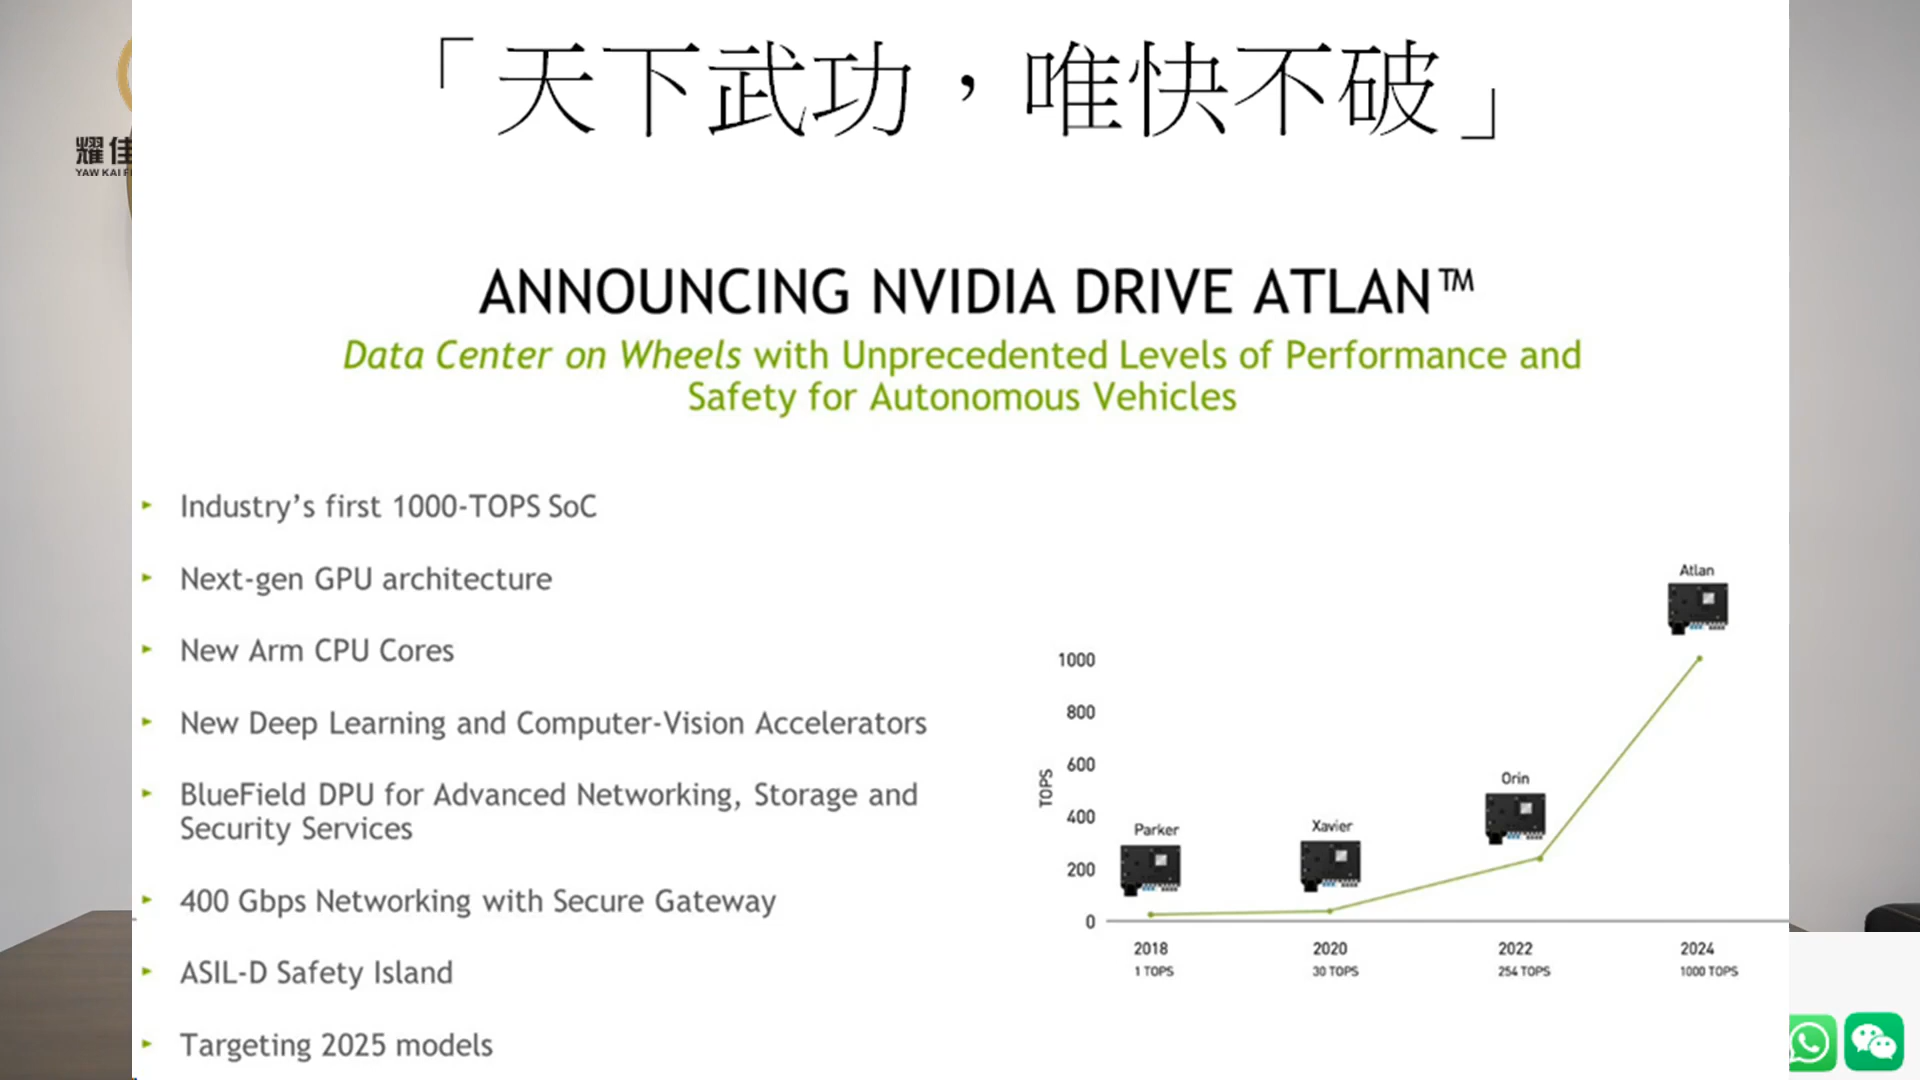 「天下武功，唯快不破」
耀佳
YAW KAI F
ANNOUNCING NVIDIA DRIVE ATLAN™
Data Center on Wheels with Unprecedented Levels of Performance and
Safety for Autonomous Vehicles
Industry's first 1000-TOPS SoC
Next-gen GPU architecture
New Arm CPU Cores
New Deep Learning and Computer-Vision Accelerators
BlueField DPU for Advanced Networking, Storage and
Security Services
400 Gbps Networking with Secure Gateway
ASIL-D Safety Island
Targeting 2025 models
TOPS
1000
800
600
400
200
0
Parker
Xavier
Orin
Atlan
2018
1 TOPS
2020
30 TOPS
2022
254 TOPS
2024
1000 TOPS